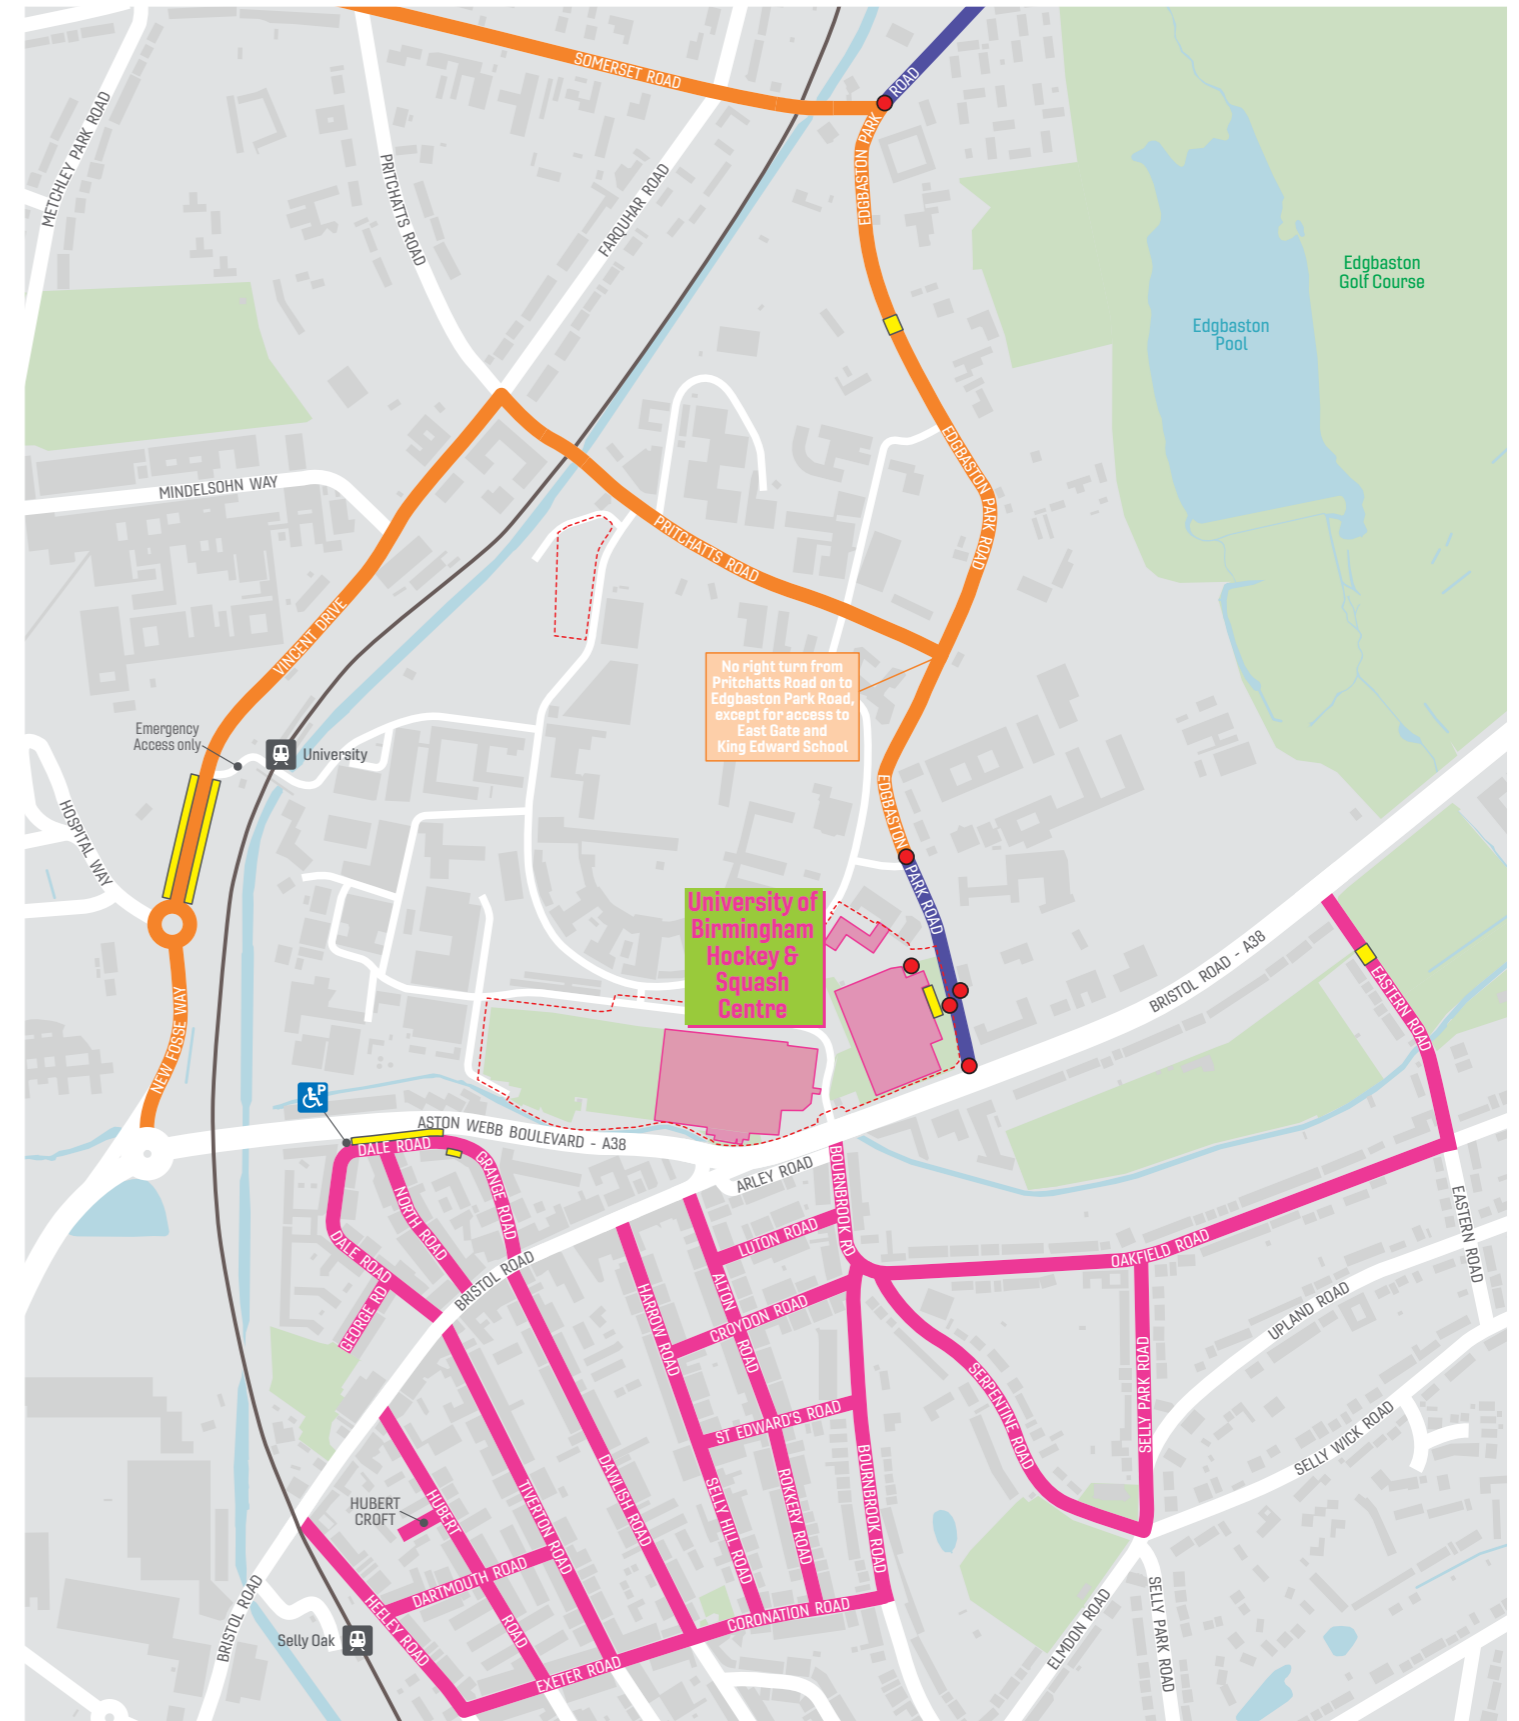 SOMERSET ROAD
ROAD
EDGBASTON PARK
METCHLEY PARK ROAD
PRITCHATTS ROAD
FARQUHAR ROAD
Edgbaston
Golf Course
Edgbaston
Pool
MINDELSOHN WAY
EDGBASTON PARK ROAD
PRITCHATTS ROAD
VINCENT DRIVE
No right turn from
Pritchatts Road on to
Edgbaston Park Road,
except for access to
East Gate and
King Edward School
Emergency
Access only
University
HOSPITAL WAY
EDGBASTON
PARK ROAD
University of
Birmingham
Hockey &
Squash
Centre
BRISTOL ROAD - A38
EASTERN ROAD
NEW FOSSE WAY
P
ASTON WEBB BOULEVARD - A38
DALE ROAD
GRANGE ROAD
ARLEY ROAD
BOURNBROOK RD
NORTH ROAD
LUTON ROAD
DALE ROAD
BRISTOL ROAD
OAKFIELD ROAD
EASTERN ROAD
GEORGE RD
HARROW ROAD
ALTON
ROAD
CROYDON ROAD
UPLAND ROAD
SERPENTINE ROAD
SELLY PARK ROAD
ST EDWARD'S ROAD
SELLY WICK ROAD
HUBERT
CROFT
HUBERT
ROAD
TIVERTON ROAD
DAWLISH ROAD
SELLY HILL ROAD
ROKKERY ROAD
BOURNBROOK ROAD
DARTMOUTH ROAD
HEELEY ROAD
BRISTOL ROAD
Selly Oak
CORONATION ROAD
EXETER ROAD
ELMDON ROAD
SELLY PARK ROAD